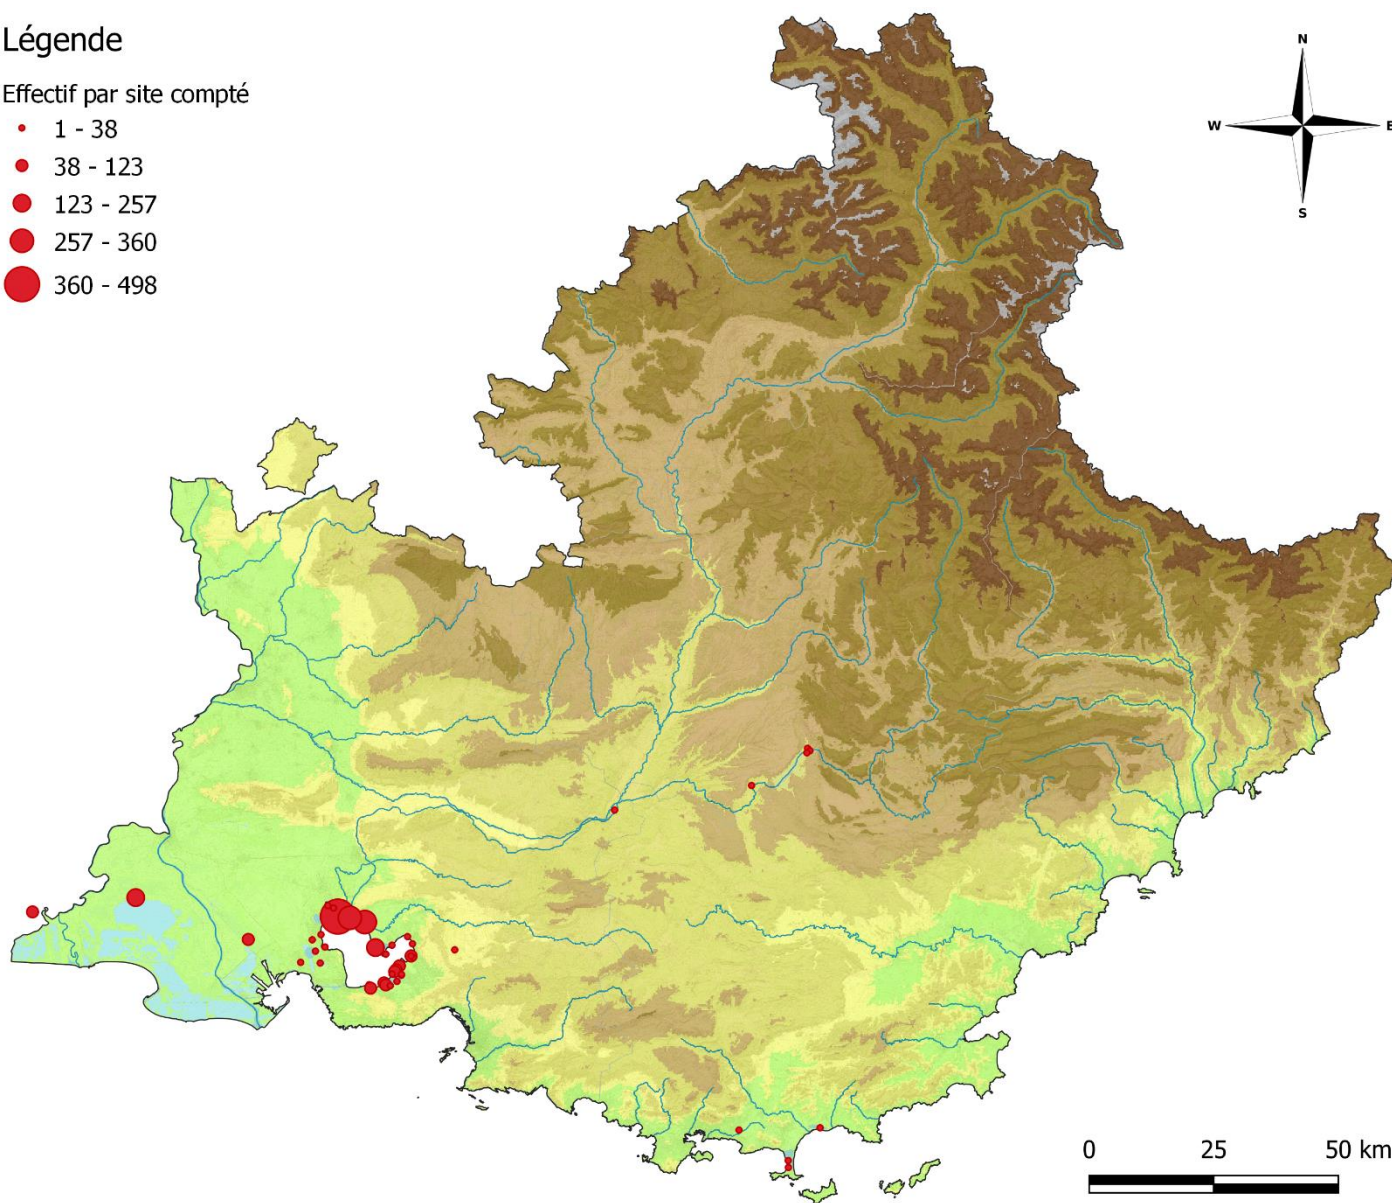 Légende
Effectif par site compté
1 - 38
38 - 123
123 - 257
257 - 360
360 - 498
N
W
E
S
0 25 50 km